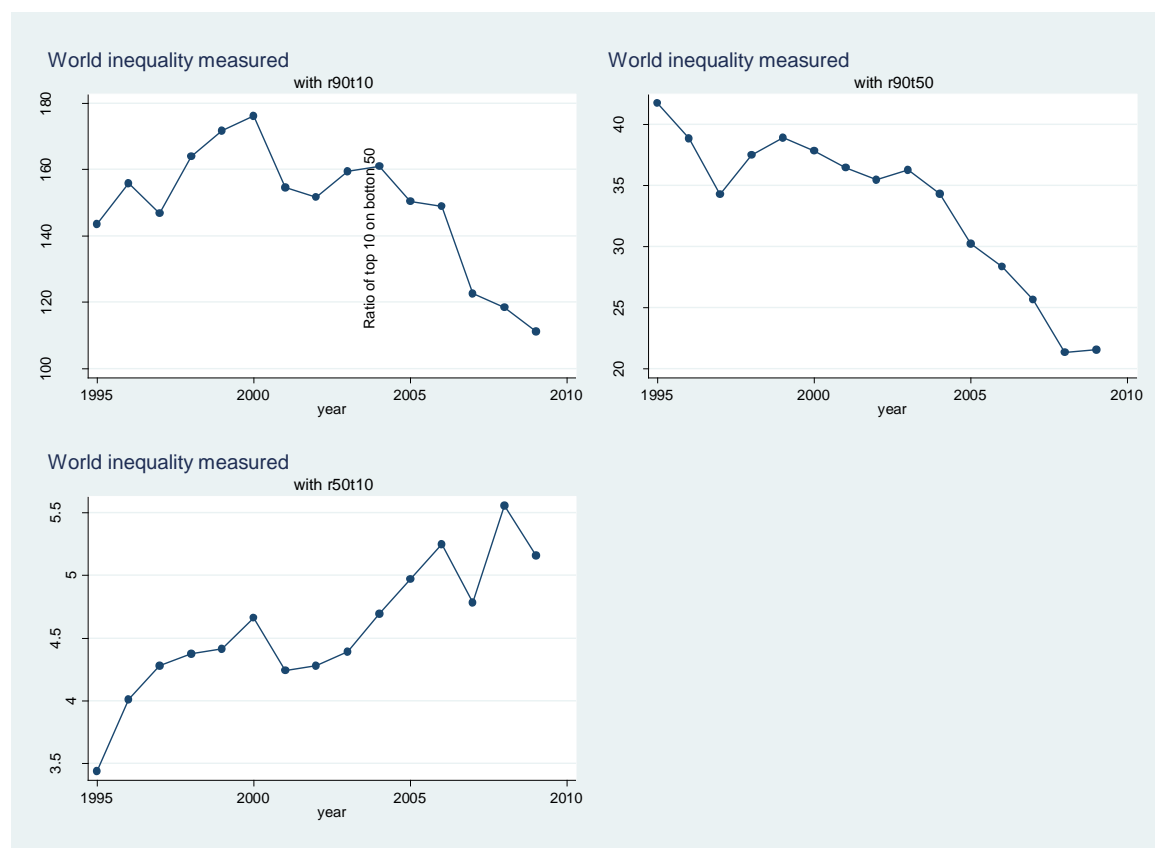 World inequality measured
with r90t10
180
160
140
120
100
Ratio of top 10 on botton 50
1995 2000 2005 2010
year
World inequality measured
with r90t50
40
35
30
25
20
1995 2000 2005 2010
year
World inequality measured
with r50t10
5.5
5
4.5
4
3.5
1995 2000 2005 2010
year